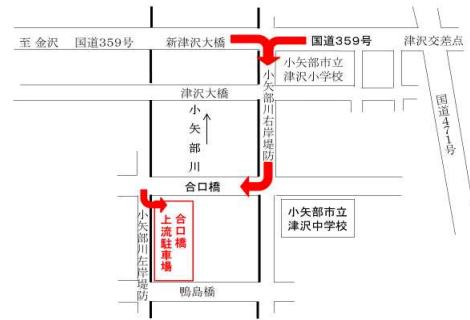 至 金沢 国道359号 新津沢大橋 国道359号 津沢交差点
小矢部市立
津沢小学校
津沢大橋
小矢部川
小矢部川右岸堤防
国道471号
合口橋
小矢部市立
津沢中学校
合口橋
上流駐車場
小矢部川左岸堤防
鴨島橋